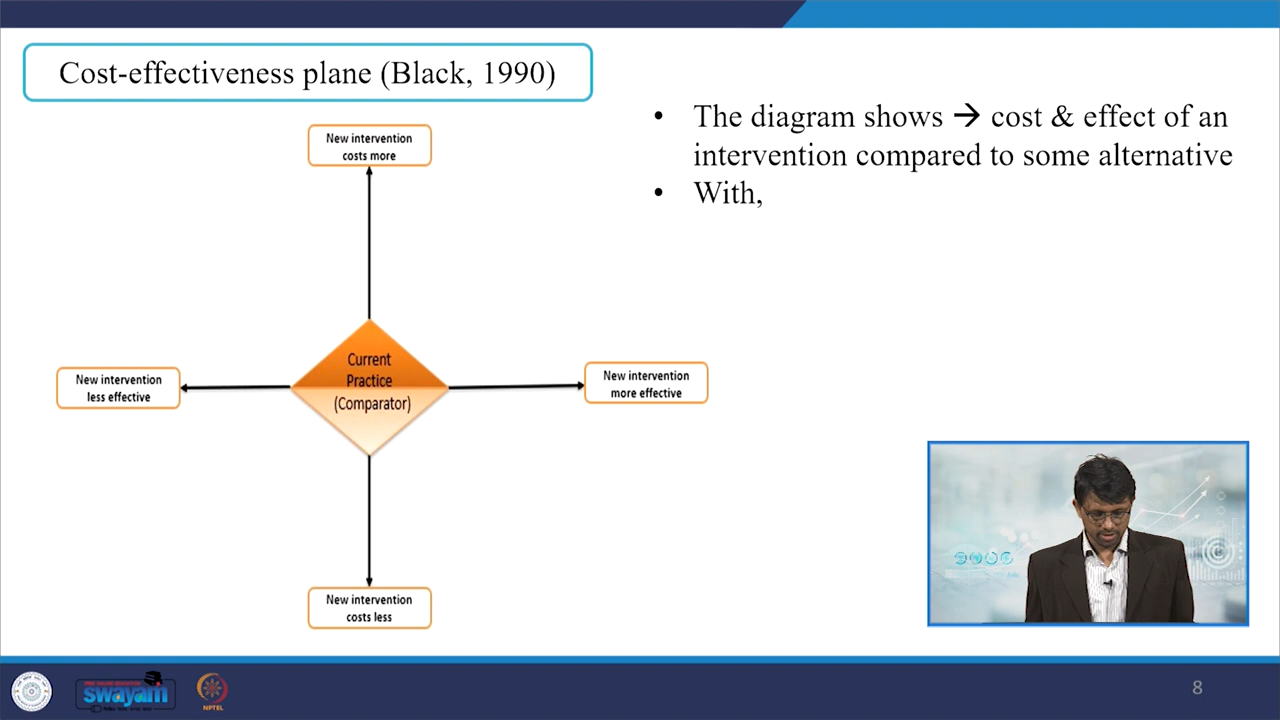 Cost-effectiveness plane (Black, 1990)
New intervention
costs more
Current
Practice
(Comparator)
New intervention
less effective
New intervention
more effective
New intervention
costs less
• The diagram shows → cost & effect of an
intervention compared to some alternative
• With,
swayam
NPTEL
8